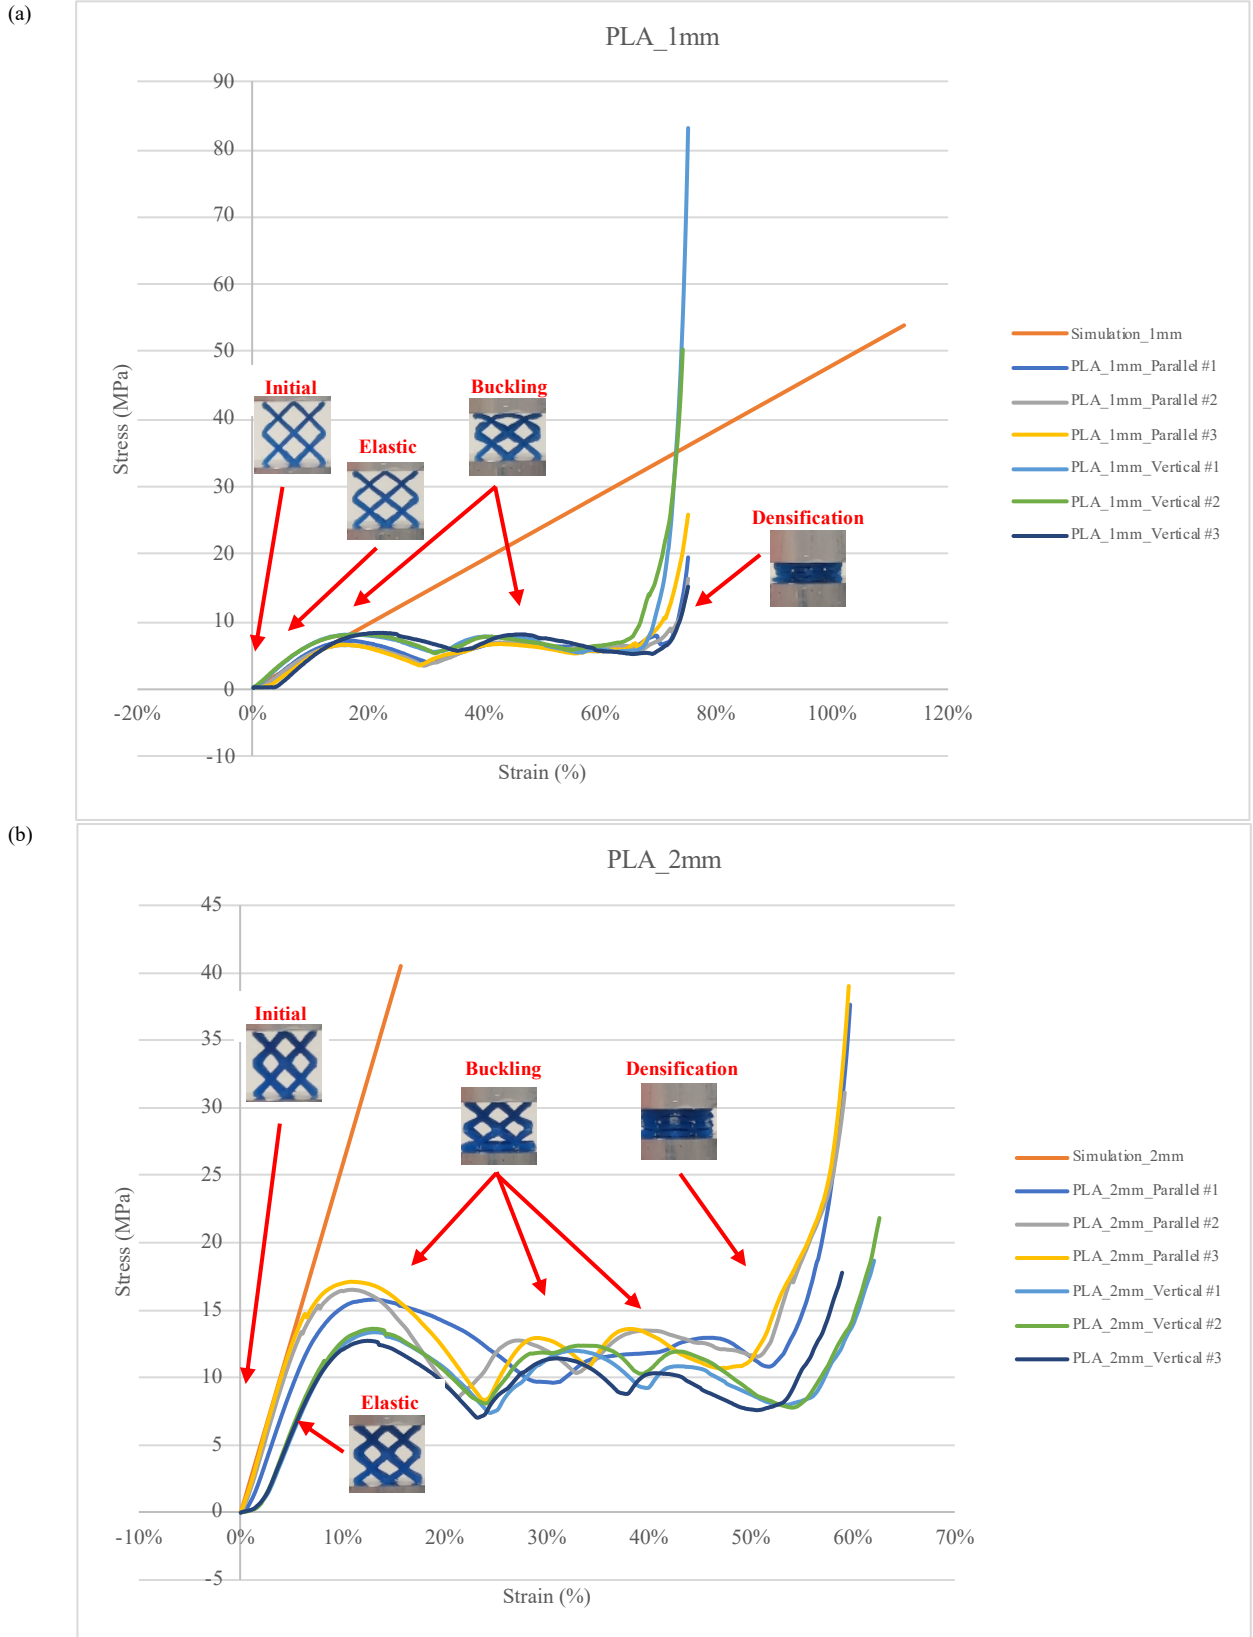 (a)
PLA_1mm
90
80
70
60
50
40
30
20
10
0
-10
-20%
0%
20%
40%
60%
80%
100%
120%
Stress (MPa)
Strain (%)
Initial
Elastic
Buckling
Densification
Simulation_1mm
PLA_1mm_Parallel #1
PLA_1mm_Parallel #2
PLA_1mm_Parallel #3
PLA_1mm_Vertical #1
PLA_1mm_Vertical #2
PLA_1mm_Vertical #3
(b)
PLA_2mm
45
40
35
30
25
20
15
10
5
0
-5
-10%
0%
10%
20%
30%
40%
50%
60%
70%
Stress (MPa)
Strain (%)
Initial
Elastic
Buckling
Densification
Simulation_2mm
PLA_2mm_Parallel #1
PLA_2mm_Parallel #2
PLA_2mm_Parallel #3
PLA_2mm_Vertical #1
PLA_2mm_Vertical #2
PLA_2mm_Vertical #3